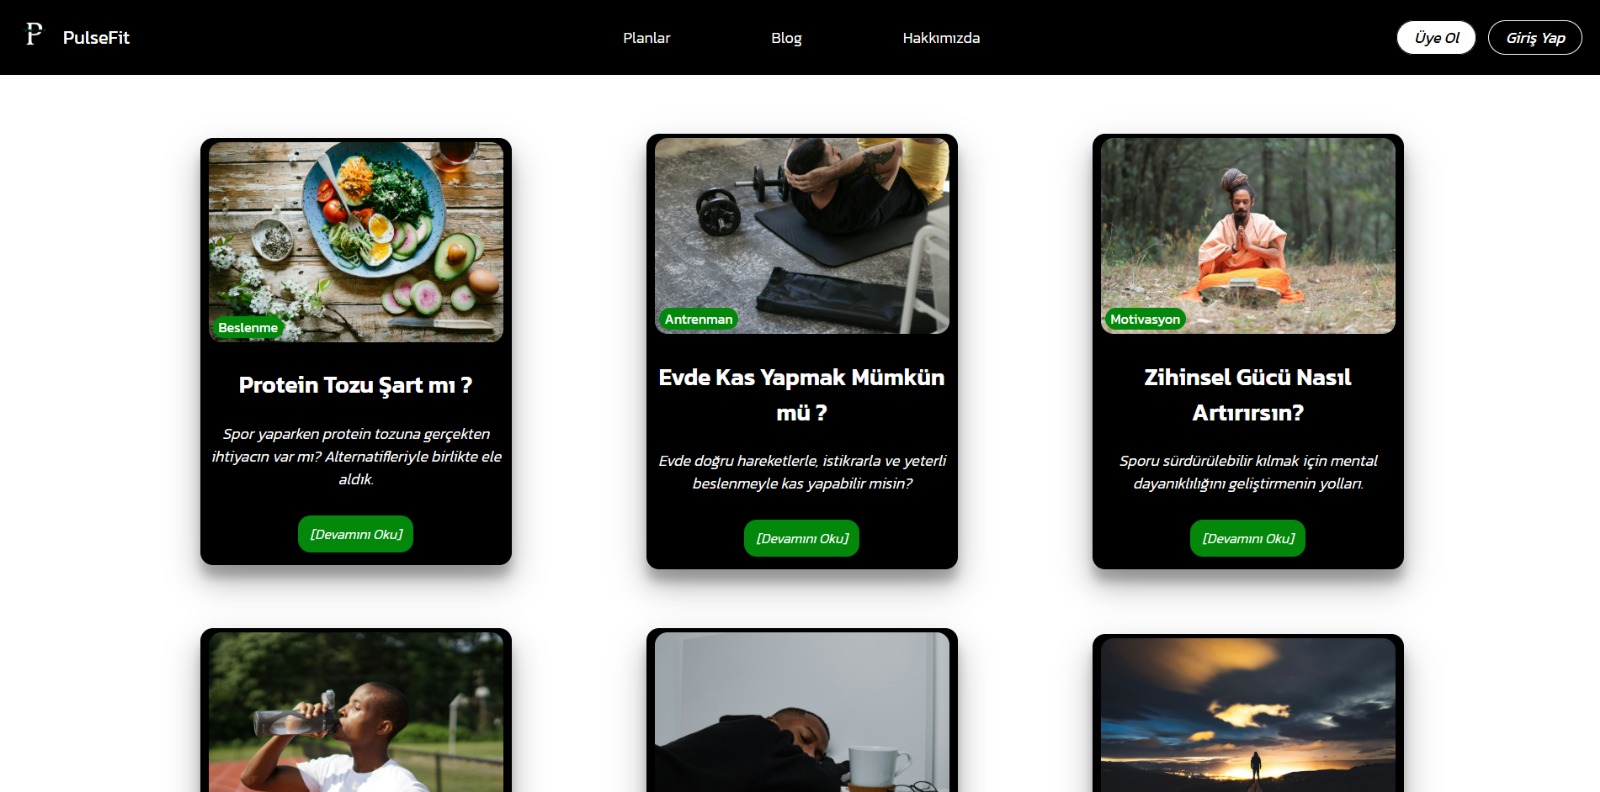 P PulseFit
Planlar
Blog
Hakkımızda
Üye Ol
Giriş Yap
Beslenme
Protein Tozu Şart mı ?
Spor yaparken protein tozuna gerçekten
ihtiyacın var mı? Alternatifleriyle birlikte ele
aldık.
[Devamını Oku]
Antrenman
Evde Kas Yapmak Mümkün
mü ?
Evde doğru hareketlerle, istikrarla ve yeterli
beslenmeyle kas yapabilir misin?
[Devamını Oku]
Motivasyon
Zihinsel Gücü Nasıl
Artırırsın?
Sporu sürdürülebilir kılmak için mental
dayanıklılığını geliştirmenin yolları.
[Devamını Oku]